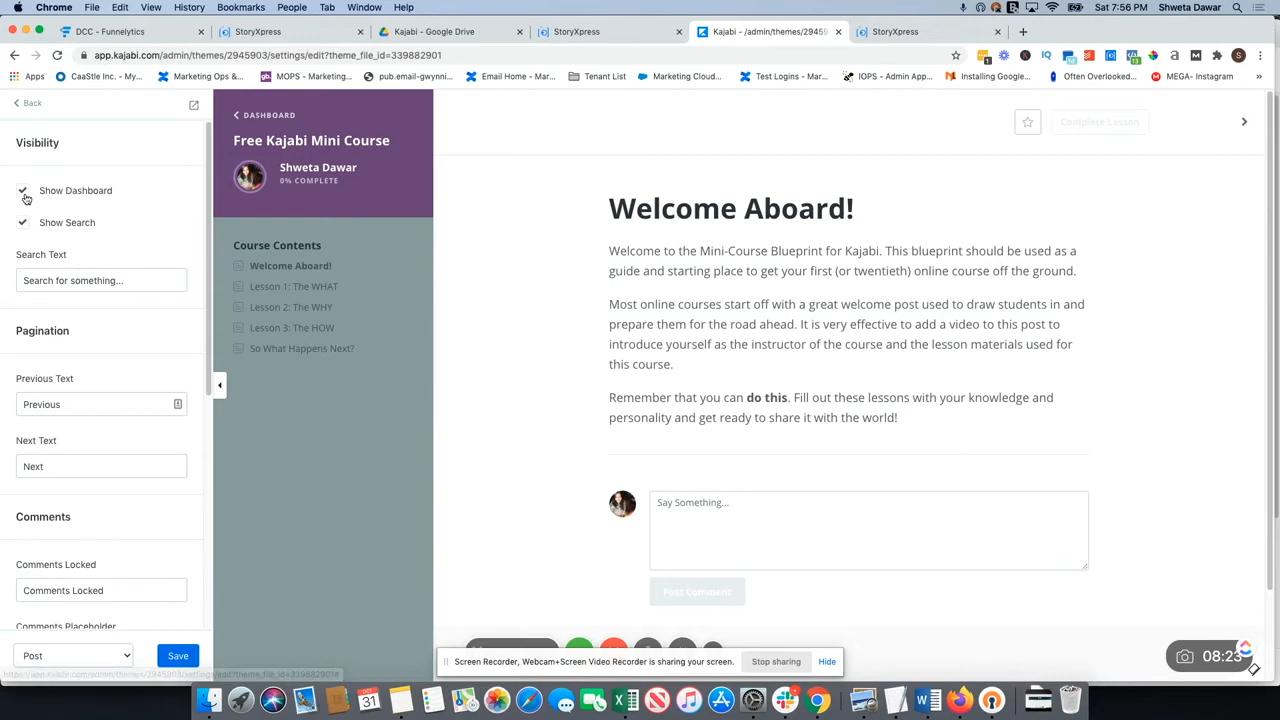 Chrome File Edit View History Bookmarks People Tab Window Help Sat 7:56 PM Shweta Dawar
DCC - Funnelytics StoryXpress Kajabi - Google Drive StoryXpress Kajabi - /admin/themes/29459 StoryXpress
app.kajabi.com/admin/themes/2945903/settings/edit?theme_file_id=339882901
Apps CaaStle Inc. - My... Marketing Ops &... MOPS - Marketing... pub.email-gwynni... Email Home - Mar... Tenant List Marketing Cloud... Test Logins - Mar... IOPS - Admin App... Installing Google... Often Overlooked... MEGA- Instagram
Back
Visibility
Show Dashboard
Show Search
Search Text
Search for something...
Pagination
Previous Text
Previous
Next Text
Next
Comments
Comments Locked
Comments Locked
Comments Placeholder
Post Save
DASHBOARD
Free Kajabi Mini Course
Shweta Dawar
0% COMPLETE
Course Contents
Welcome Aboard!
Lesson 1: The WHAT
Lesson 2: The WHY
Lesson 3: The HOW
So What Happens Next?
Complete Lesson
Welcome Aboard!
Welcome to the Mini-Course Blueprint for Kajabi. This blueprint should be used as a
guide and starting place to get your first (or twentieth) online course off the ground.
Most online courses start off with a great welcome post used to draw students in and
prepare them for the road ahead. It is very effective to add a video to this post to
introduce yourself as the instructor of the course and the lesson materials used for
this course.
Remember that you can do this. Fill out these lessons with your knowledge and
personality and get ready to share it with the world!
Say Something...
Post Comment
Screen Recorder, Webcam+Screen Video Recorder is sharing your screen. Stop sharing Hide
08:23
https://app.kajabi.com/admin/themes/2945903/settings/edit?theme_file_id=339882901#